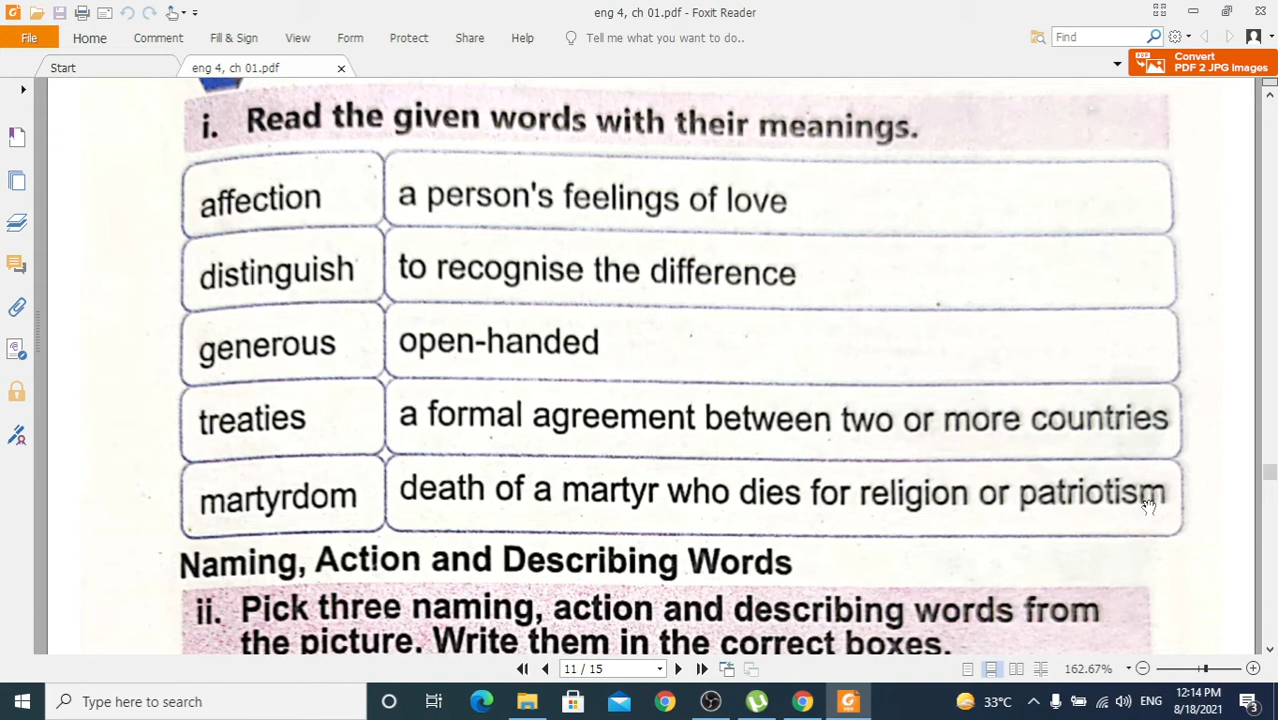 eng 4, ch 01.pdf - Foxit Reader
File Home Comment Fill & Sign View Form Protect Share Help Tell me what you want to do.. Find
Start eng 4, ch 01.pdf
Convert
PDF 2 JPG Images
i. Read the given words with their meanings.
affection a person's feelings of love
distinguish to recognise the difference
generous open-handed
treaties a formal agreement between two or more countries
martyrdom death of a martyr who dies for religion or patriotism
Naming, Action and Describing Words
ii. Pick three naming, action and describing words from
the picture. Write them in the correct boxes.
11 / 15 162.67%
Type here to search 33°C ENG 12:14 PM
8/18/2021 3